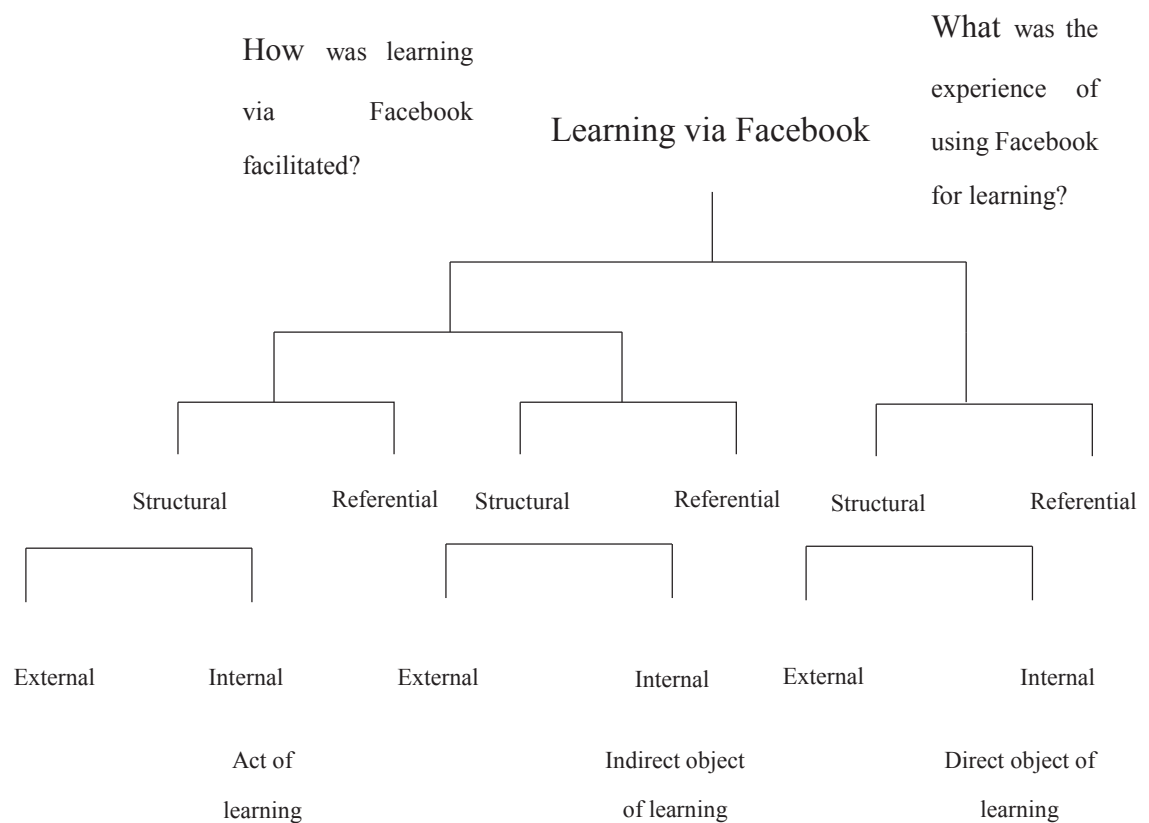 How was learning
via Facebook
facilitated?
Learning via Facebook
What was the
experience of
using Facebook
for learning?
Structural
Referential
Structural
Referential
Structural
Referential
External
Internal
External
Internal
External
Internal
Act of
learning
Indirect object
of learning
Direct object of
learning